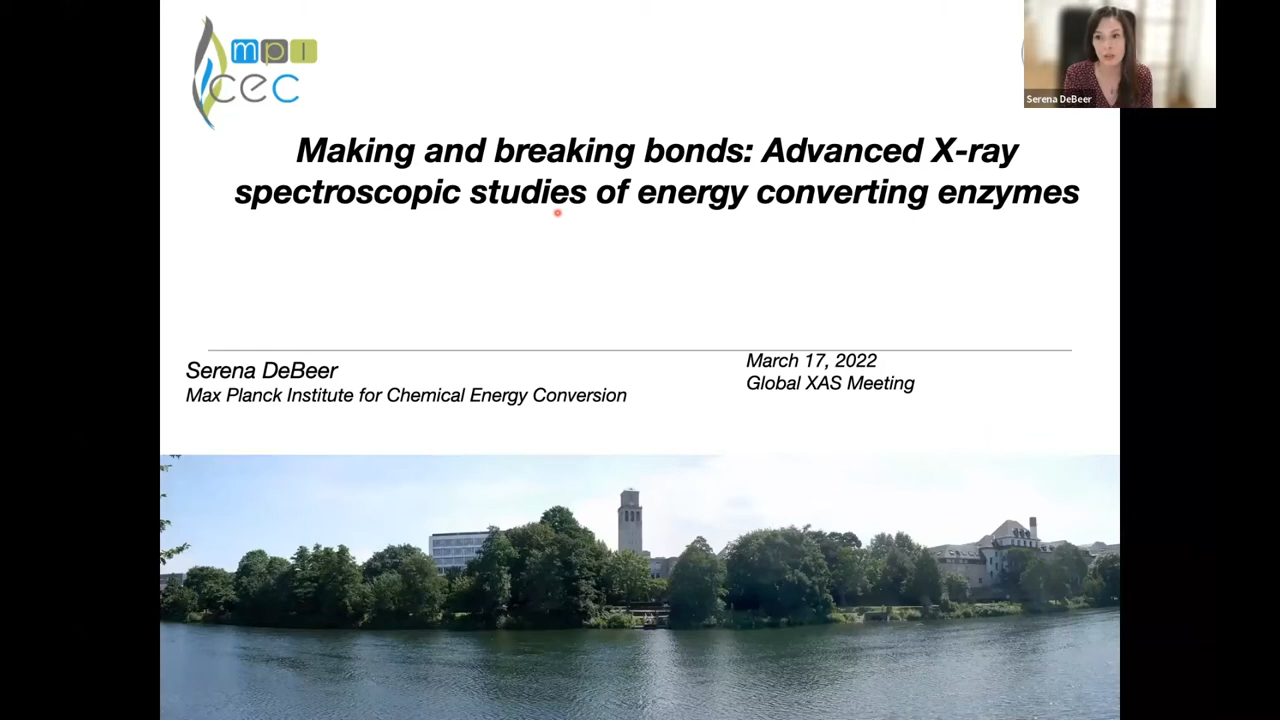 mpi
cec
Serena DeBeer
Making and breaking bonds: Advanced X-ray
spectroscopic studies of energy converting enzymes
Serena DeBeer
Max Planck Institute for Chemical Energy Conversion
March 17, 2022
Global XAS Meeting